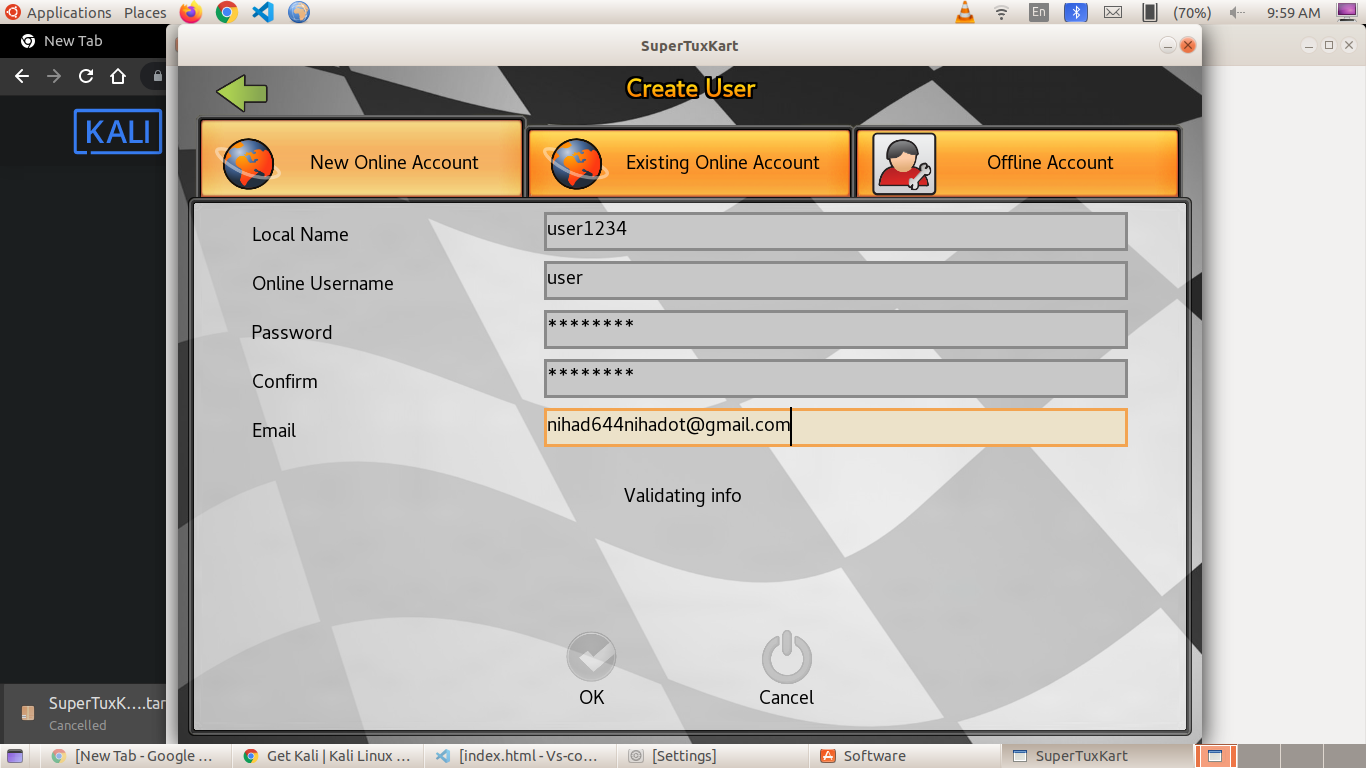 Applications Places En (70%) 9:59 AM
New Tab
SuperTuxKart
Create User
KALI
New Online Account Existing Online Account Offline Account
Local Name user1234
Online Username user
Password ********
Confirm ********
Email nihad644nihadot@gmail.com
Validating info
OK Cancel
SuperTuxK....tar
Cancelled
[New Tab - Google ... Get Kali | Kali Linux ... [index.html - Vs-co... [Settings] Software SuperTuxKart